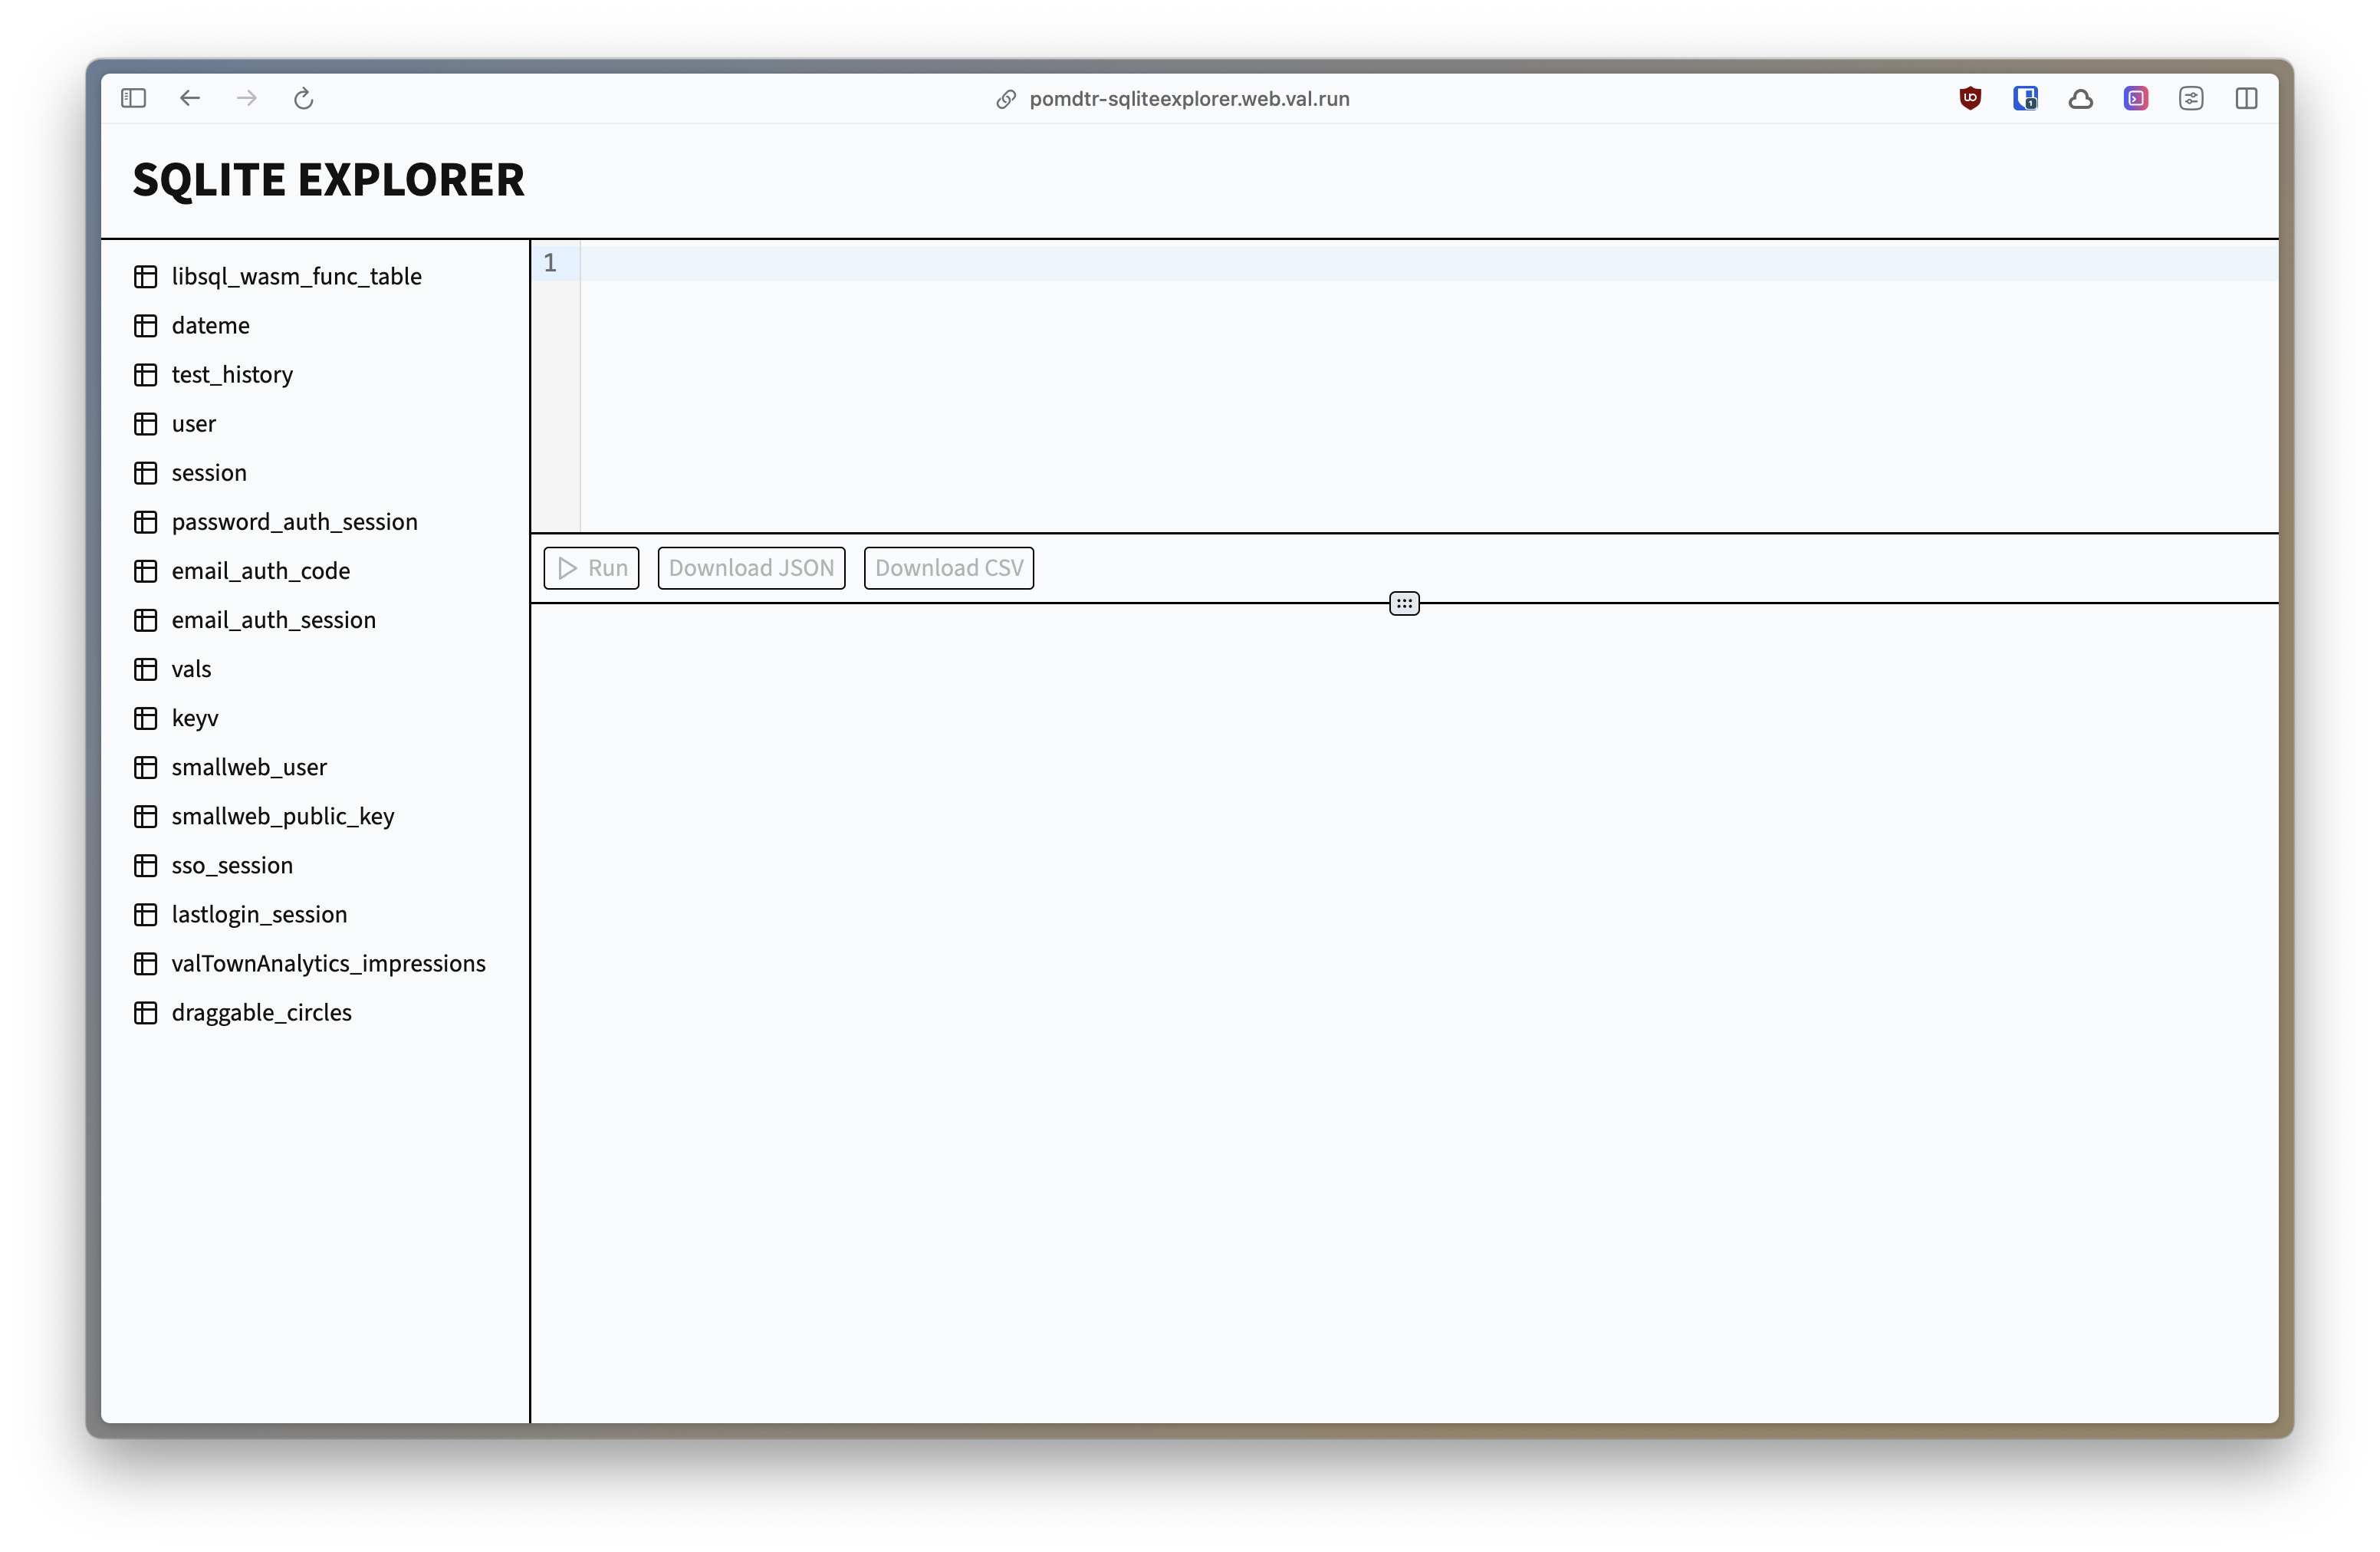 pomdtr-sqliteexplorer.web.val.run
SQLITE EXPLORER
libsql_wasm_func_table
dateme
test_history
user
session
password_auth_session
email_auth_code
email_auth_session
vals
keyv
smallweb_user
smallweb_public_key
sso_session
lastlogin_session
valTownAnalytics_impressions
draggable_circles
1
Run Download JSON Download CSV